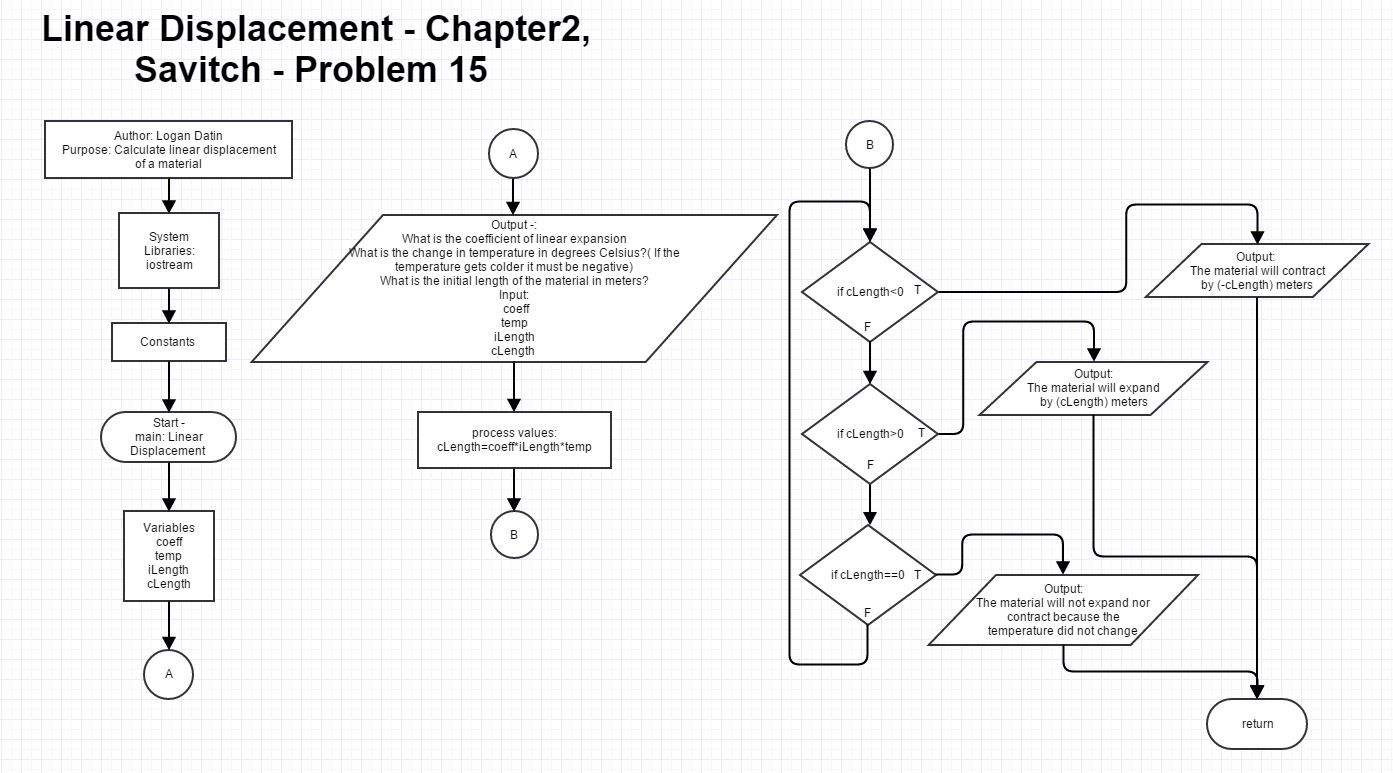 Linear Displacement - Chapter2,
Savitch - Problem 15
Author: Logan Datin
Purpose: Calculate linear displacement
of a material
System
Libraries:
iostream
Constants
Start -
main: Linear
Displacement
Variables
coeff
temp
iLength
cLength
A
A
Output -:
What is the coefficient of linear expansion
What is the change in temperature in degrees Celsius?( If the
temperature gets colder it must be negative)
What is the initial length of the material in meters?
Input:
coeff
temp
iLength
cLength
process values:
cLength=coeff*iLength*temp
B
B
if cLength<0 T
F
Output:
The material will contract
by (-cLength) meters
if cLength>0 T
F
Output:
The material will expand
by (cLength) meters
if cLength==0 T
F
Output:
The material will not expand nor
contract because the
temperature did not change
return